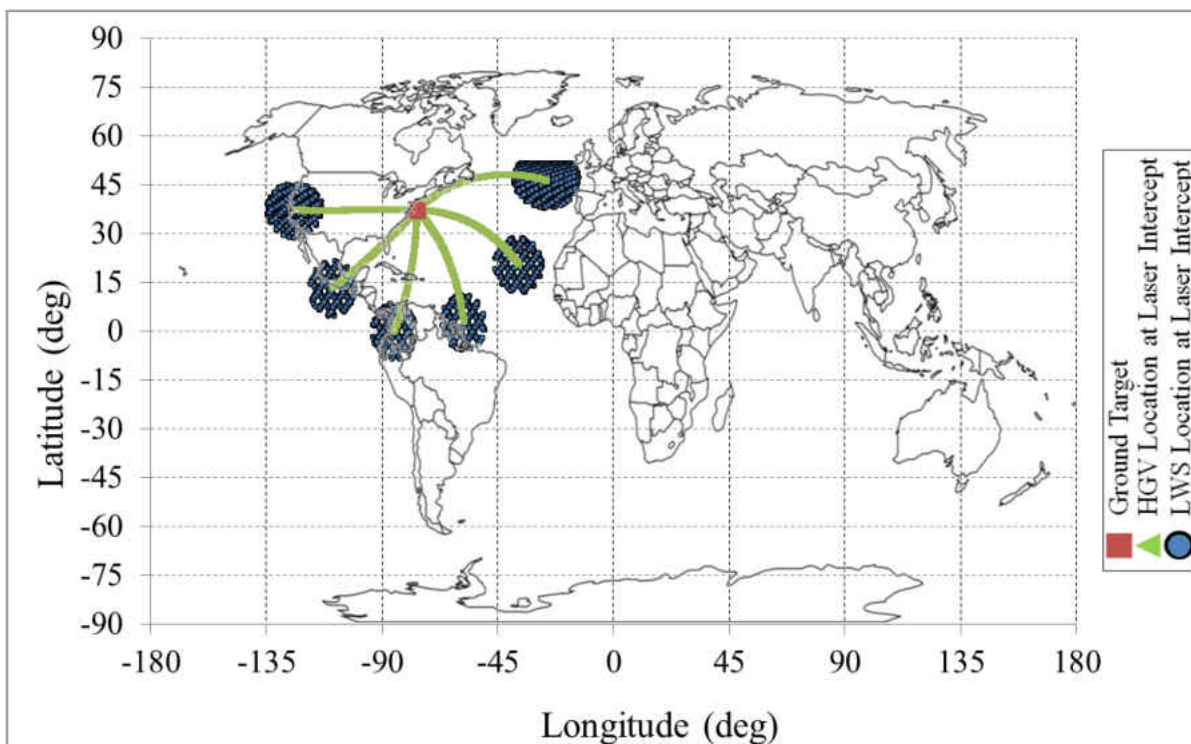 90
75
60
45
30
15
0
-15
-30
-45
-60
-75
-90
Latitude (deg)
-180 -135 -90 -45 0 45 90 135 180
Longitude (deg)
Ground Target
HGV Location at Laser Intercept
LWS Location at Laser Intercept